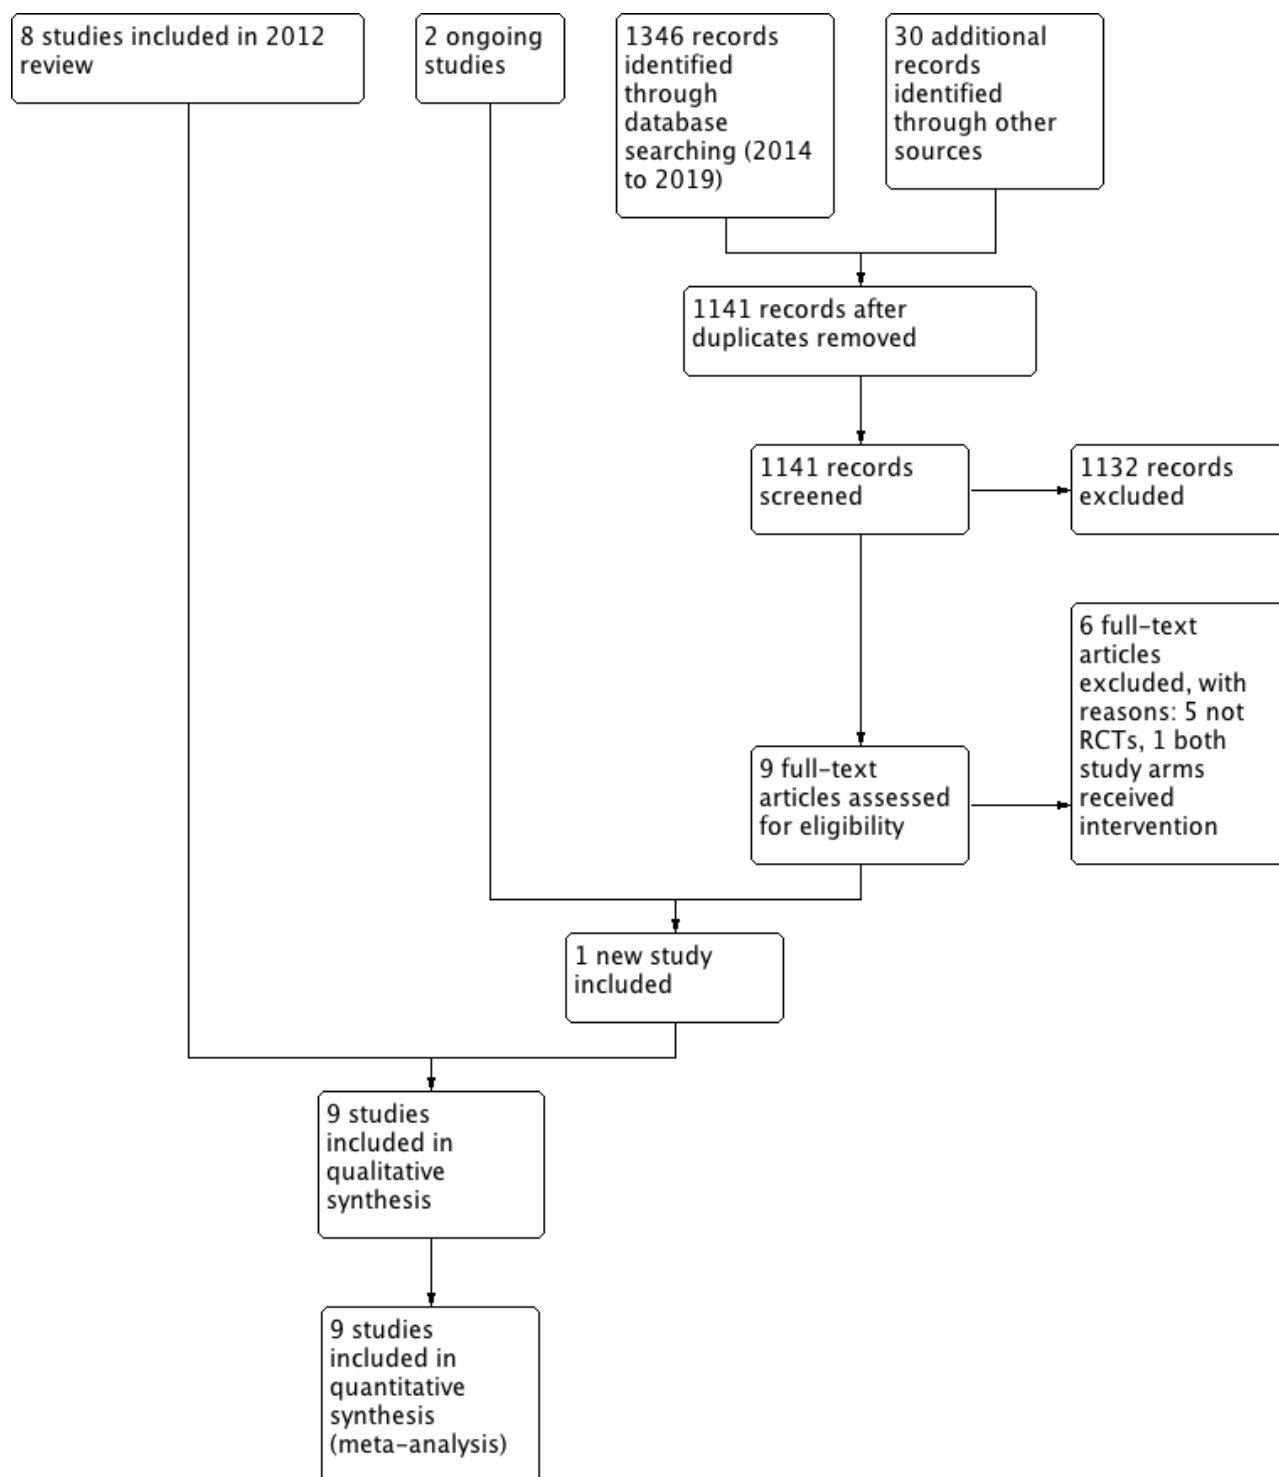 8 studies included in 2012
review
2 ongoing
studies
1346 records
identified
through
database
searching (2014
to 2019)
30 additional
records
identified
through other
sources
1141 records after
duplicates removed
1141 records
screened
1132 records
excluded
6 full-text
articles
excluded, with
reasons: 5 not
RCTs, 1 both
study arms
received
intervention
9 full-text
articles assessed
for eligibility
1 new study
included
9 studies
included in
qualitative
synthesis
9 studies
included in
quantitative
synthesis
(meta-analysis)